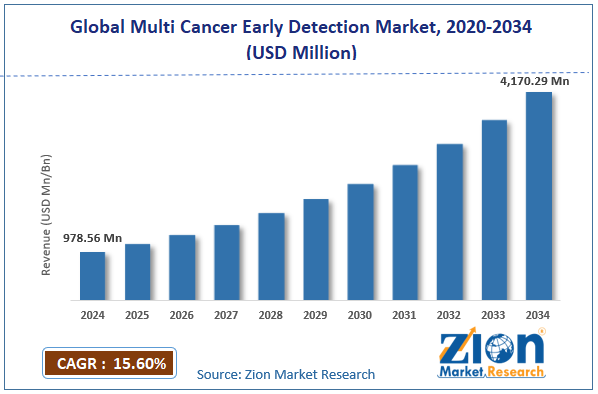 Global Multi Cancer Early Detection Market, 2020-2034
(USD Million)
4,170.29 Mn
Revenue (USD Mn/Bn)
978.56 Mn
2024 2025 2026 2027 2028 2029 2030 2031 2032 2033 2034
CAGR : 15.60%
Source: Zion Market Research
ZION
Market.Research
®